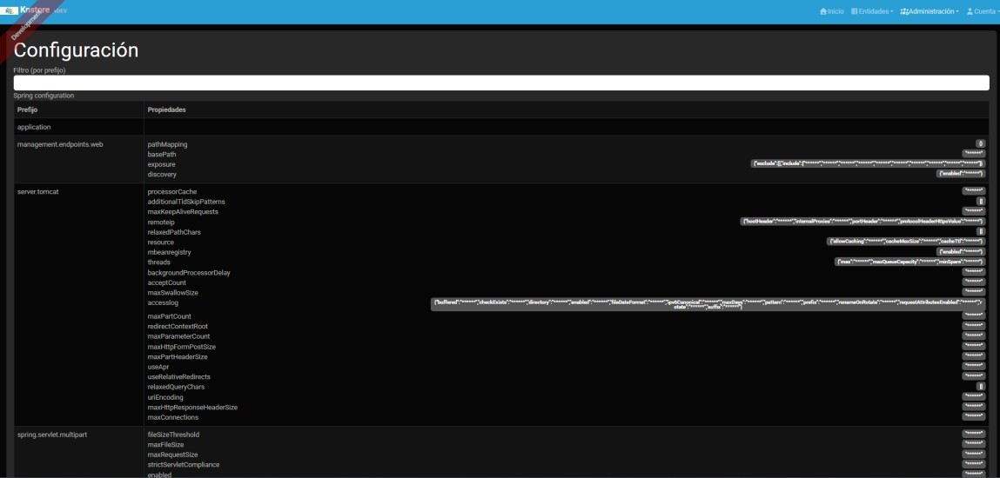 Knstore vDEV
Development
Inicio Entidades Administración Cuenta
Configuración
Filtro (por prefijo)
Spring configuration
Prefijo Propiedades
application
management.endpoints.web pathMapping {}
basePath "******"
exposure {"exclude":[],"include":["******","******","******","******","******","******","******","******","******","******"]}
discovery {"enabled":"******"}
server.tomcat processorCache "******"
additionalTldSkipPatterns []
maxKeepAliveRequests "******"
remoteip {"hostHeader":"******","internalProxies":"******","portHeader":"******","protocolHeaderHttpsValue":"******"}
relaxedPathChars []
resource {"allowCaching":"******","cacheMaxSize":"******","cacheTtl":"******"}
mbeanregistry {"enabled":"******"}
threads {"max":"******","maxQueueCapacity":"******","minSpare":"******"}
backgroundProcessorDelay "******"
acceptCount "******"
maxSwallowSize "******"
accesslog {"buffered":"******","checkExists":"******","directory":"******","enabled":"******","fileDateFormat":"******","ipv6Canonical":"******","maxDays":"******","pattern":"******","prefix":"******","renameOnRotate":"******","requestAttributesEnabled":"******","r
otate":"******","suffix":"******"}
maxPartCount "******"
redirectContextRoot "******"
maxParameterCount "******"
maxHttpFormPostSize "******"
maxPartHeaderSize "******"
useApr "******"
useRelativeRedirects "******"
relaxedQueryChars []
uriEncoding "******"
maxHttpResponseHeaderSize "******"
maxConnections "******"
spring.servlet.multipart fileSizeThreshold "******"
maxFileSize "******"
maxRequestSize "******"
strictServletCompliance "******"
enabled "******"